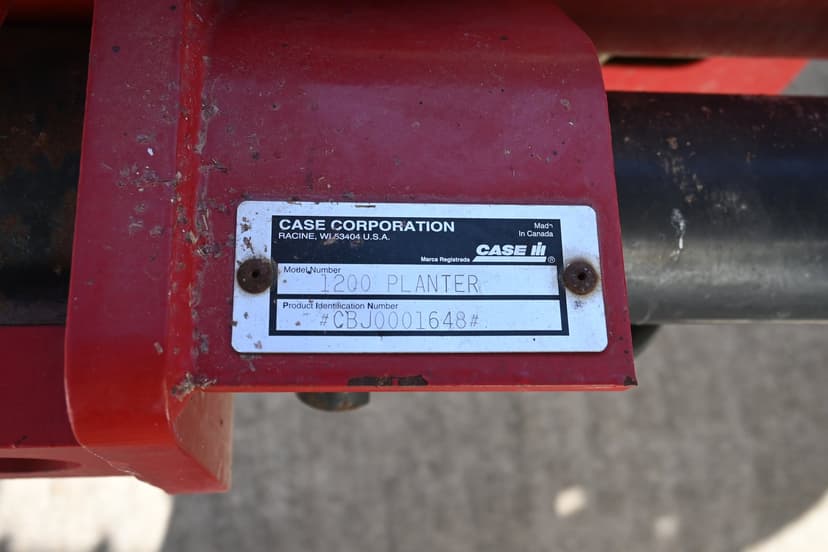 CASE CORPORATION
RACINE, WI 53404 U.S.A.
Made
In Canada
CASE IH
Marca Registrada ®
Model Number
1200 PLANTER
Product Identification Number
#CBJ0001648#